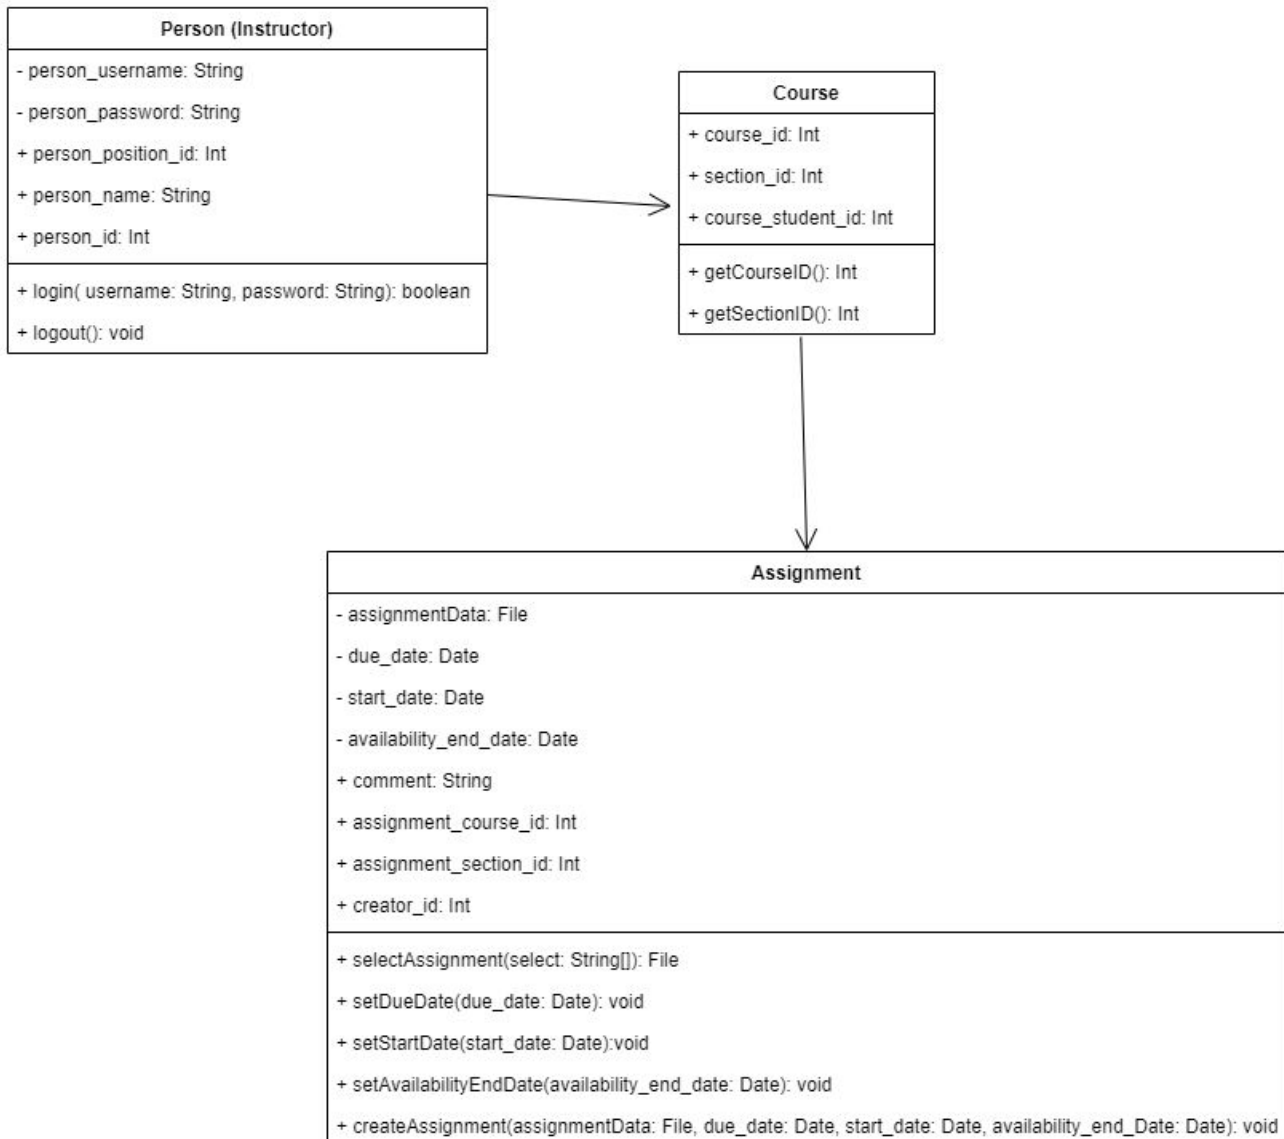 Person (Instructor)
- person_username: String
- person_password: String
+ person_position_id: Int
+ person_name: String
+ person_id: Int
+ login( username: String, password: String): boolean
+ logout(): void
Course
+ course_id: Int
+ section_id: Int
+ course_student_id: Int
+ getCourseID(): Int
+ getSectionID(): Int
Assignment
- assignmentData: File
- due_date: Date
- start_date: Date
- availability_end_date: Date
+ comment: String
+ assignment_course_id: Int
+ assignment_section_id: Int
+ creator_id: Int
+ selectAssignment(select: String[]): File
+ setDueDate(due_date: Date): void
+ setStartDate(start_date: Date):void
+ setAvailabilityEndDate(availability_end_date: Date): void
+ createAssignment(assignmentData: File, due_date: Date, start_date: Date, availability_end_Date: Date): void